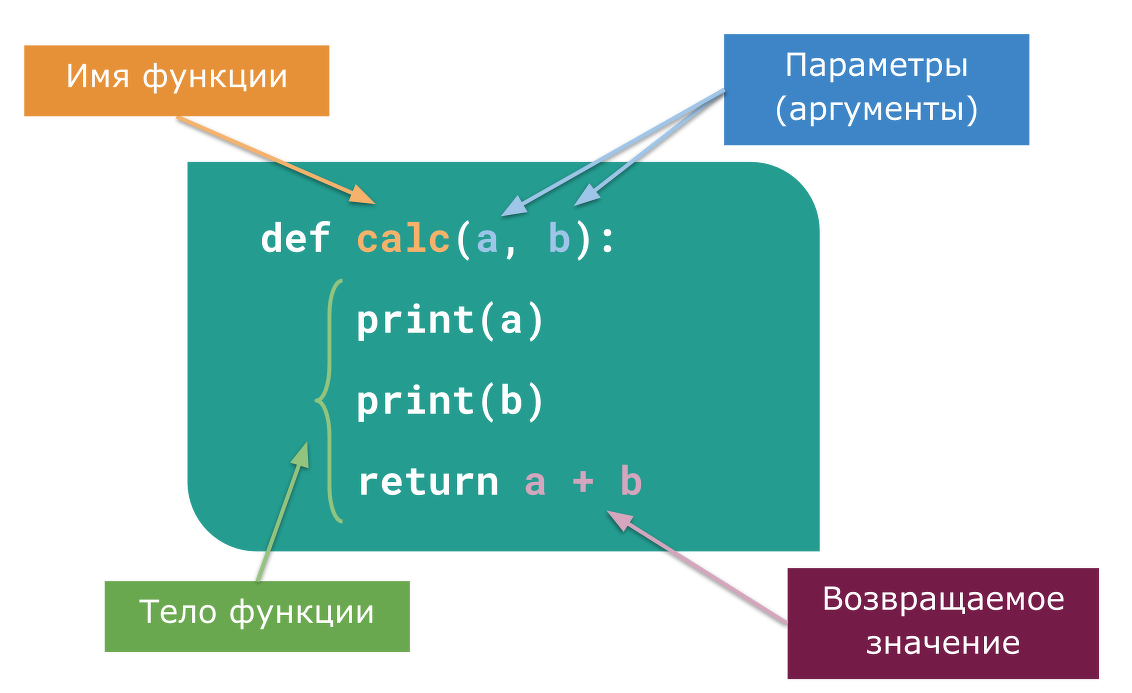 Имя функции
Параметры
(аргументы)
def calc(a, b):
print(a)
print(b)
return a + b
Тело функции
Возвращаемое
значение